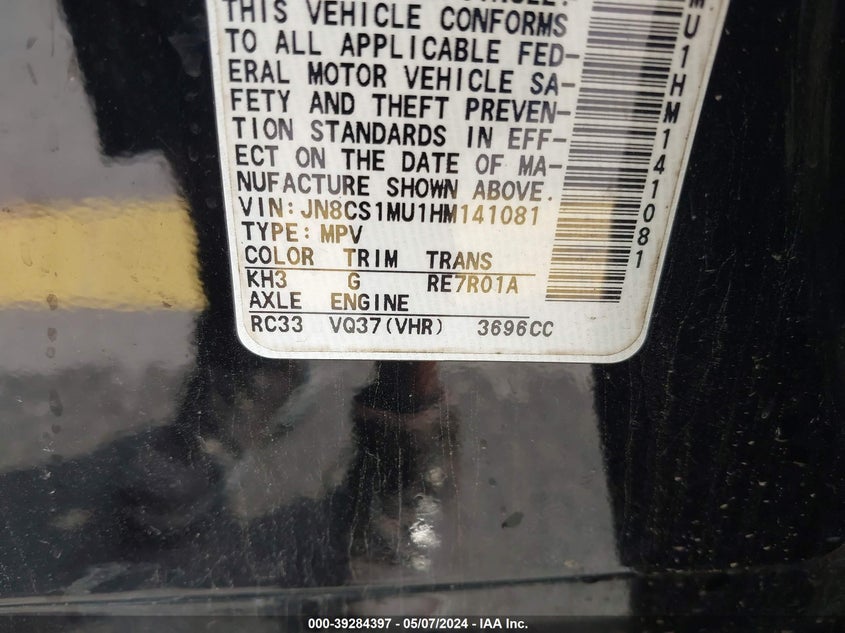 THIS VEHICLE CONFORMS
TO ALL APPLICABLE FED-
ERAL MOTOR VEHICLE SA-
FETY AND THEFT PREVEN-
TION STANDARDS IN EFF-
ECT ON THE DATE OF MA-
NUFACTURE SHOWN ABOVE.
VIN:JN8CS1MU1HM141081
TYPE:MPV
COLOR TRIM TRANS
KH3 G RE7R01A
AXLE ENGINE
RC33 VQ37(VHR) 3696CC
MU1HM141081
000-39284397 - 05/07/2024 - IAA Inc.